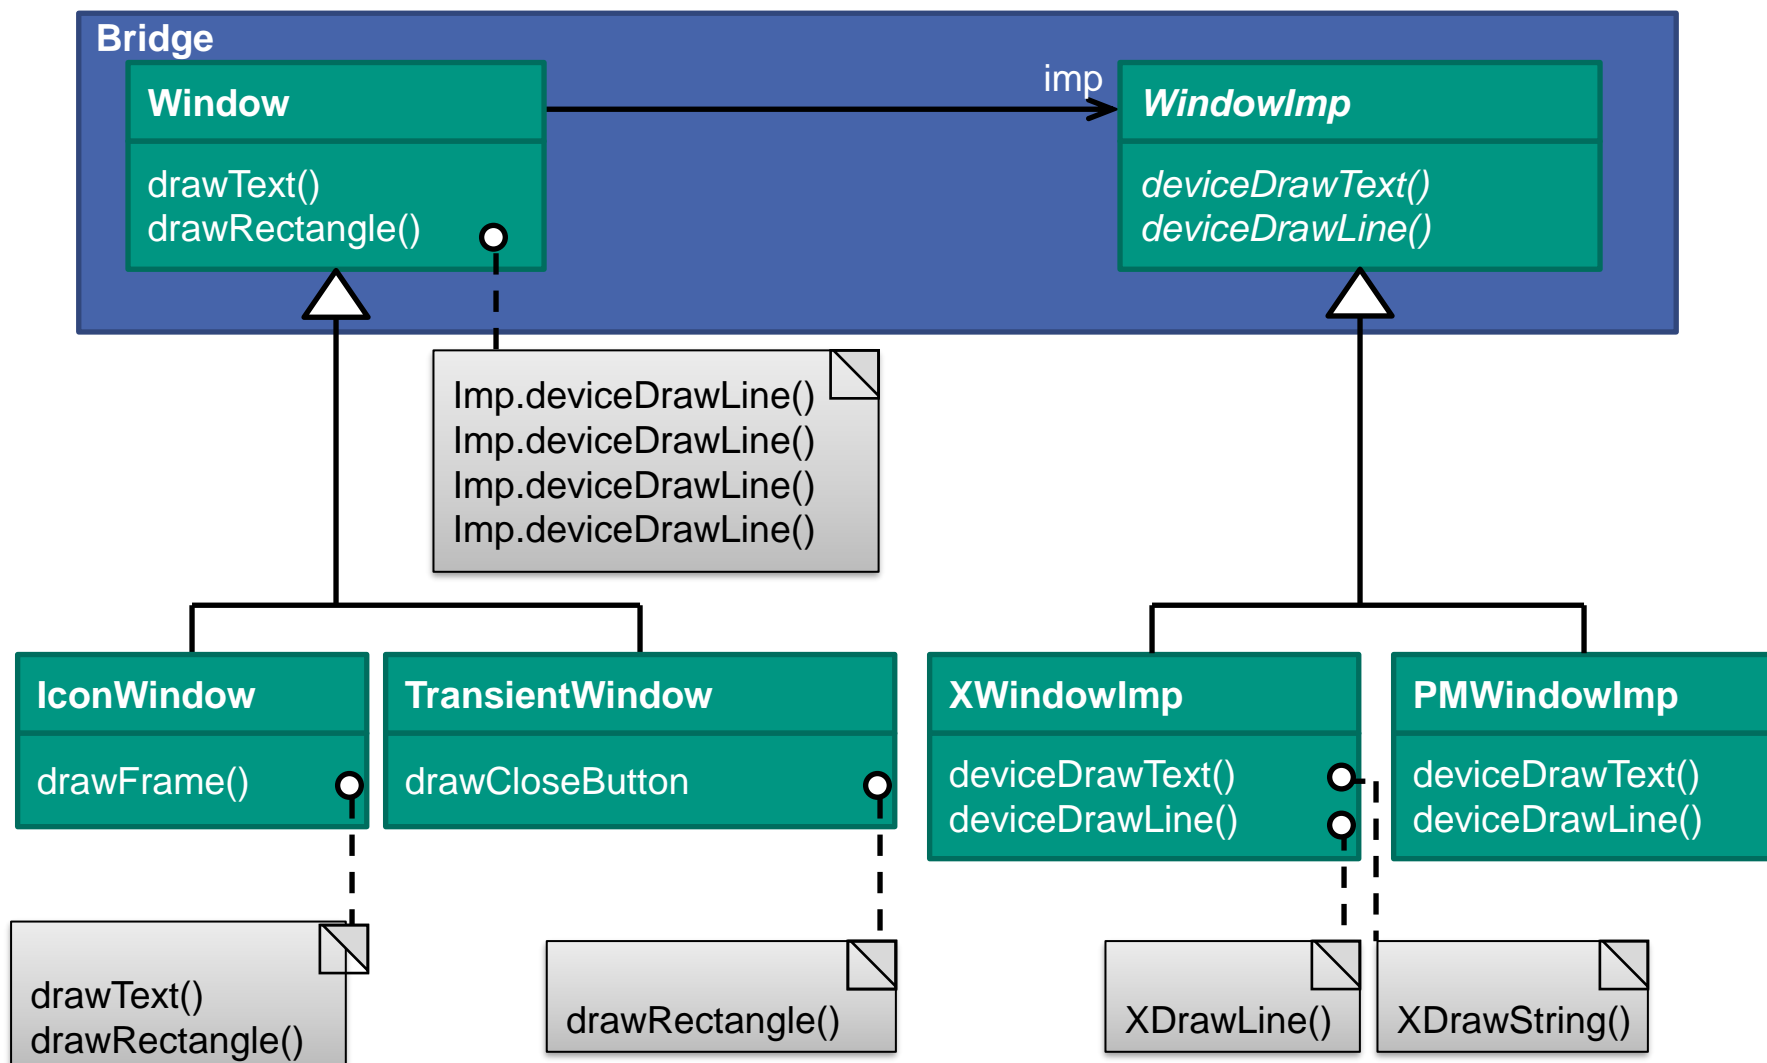 Bridge
Window
imp
WindowImp
drawText()
drawRectangle()
deviceDrawText()
deviceDrawLine()
Imp.deviceDrawLine()
Imp.deviceDrawLine()
Imp.deviceDrawLine()
Imp.deviceDrawLine()
IconWindow
drawFrame()
TransientWindow
drawCloseButton
XWindowImp
deviceDrawText()
deviceDrawLine()
PMWindowImp
deviceDrawText()
deviceDrawLine()
drawText()
drawRectangle()
drawRectangle()
XDrawLine()
XDrawString()